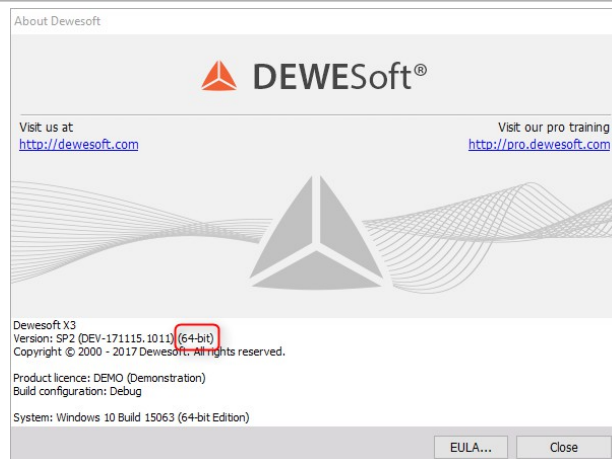 About Dewesoft
DEWESoft®
Visit us at
http://dewesoft.com
Visit our pro training
http://pro.dewesoft.com
Dewesoft X3
Version: SP2 (DEV-171115.1011) (64-bit)
Copyright © 2000 - 2017 Dewesoft. All rights reserved.
Product licence: DEMO (Demonstration)
Build configuration: Debug
System: Windows 10 Build 15063 (64-bit Edition)
EULA...
Close